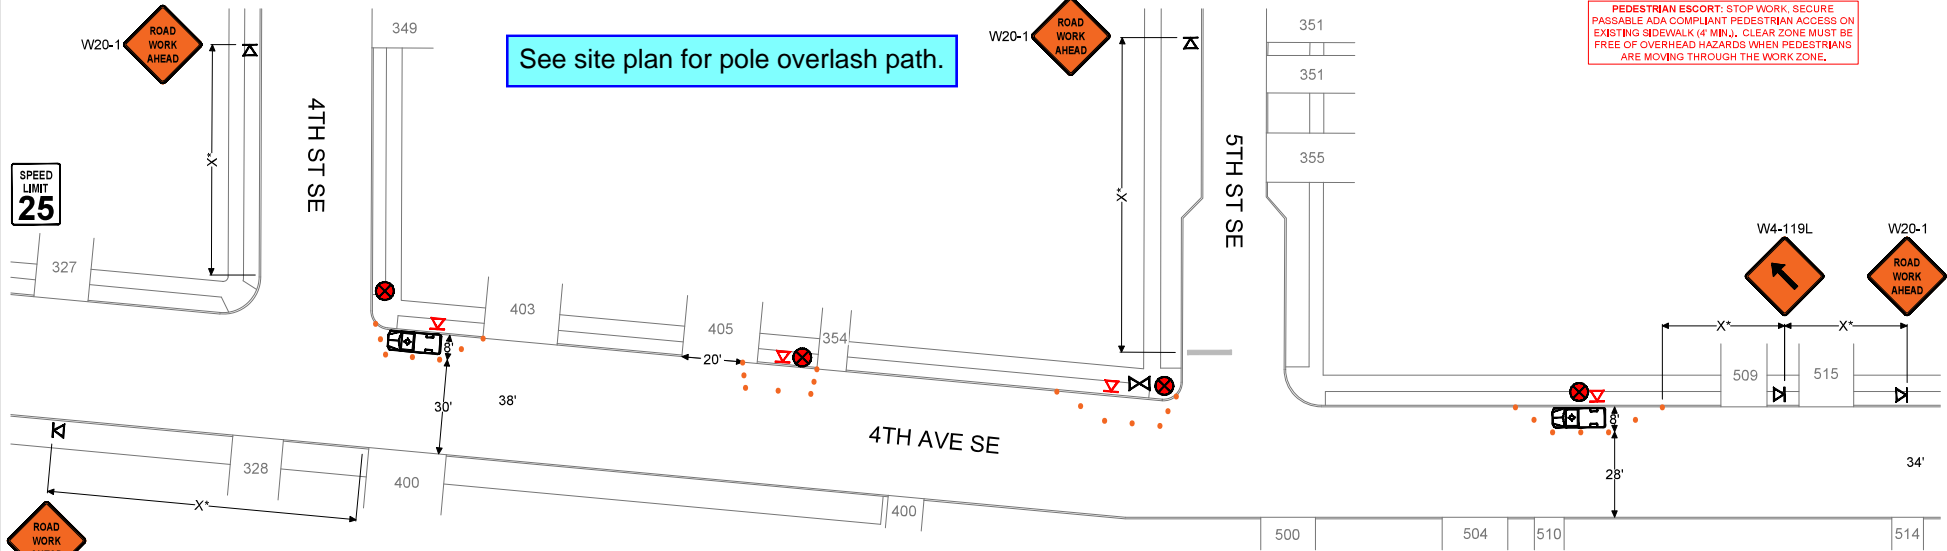 PEDESTRIAN ESCORT: STOP WORK, SECURE
PASSABLE ADA COMPLIANT PEDESTRIAN ACCESS ON
EXISTING SIDEWALK (4' MIN.). CLEAR ZONE MUST BE
FREE OF OVERHEAD HAZARDS WHEN PEDESTRIANS
ARE MOVING THROUGH THE WORK ZONE.
W20-1
ROAD
WORK
AHEAD
349
See site plan for pole overlash path.
W20-1
ROAD
WORK
AHEAD
351
351
355
X*
4TH ST SE
X*
5TH ST SE
SPEED
LIMIT
25
W4-119L
W20-1
ROAD
WORK
AHEAD
327
403
405
354
20'
8'
X*
X*
509
515
30'
38'
4TH AVE SE
8'
28'
34'
328
400
400
X*
500
504
510
514
ROAD
WORK